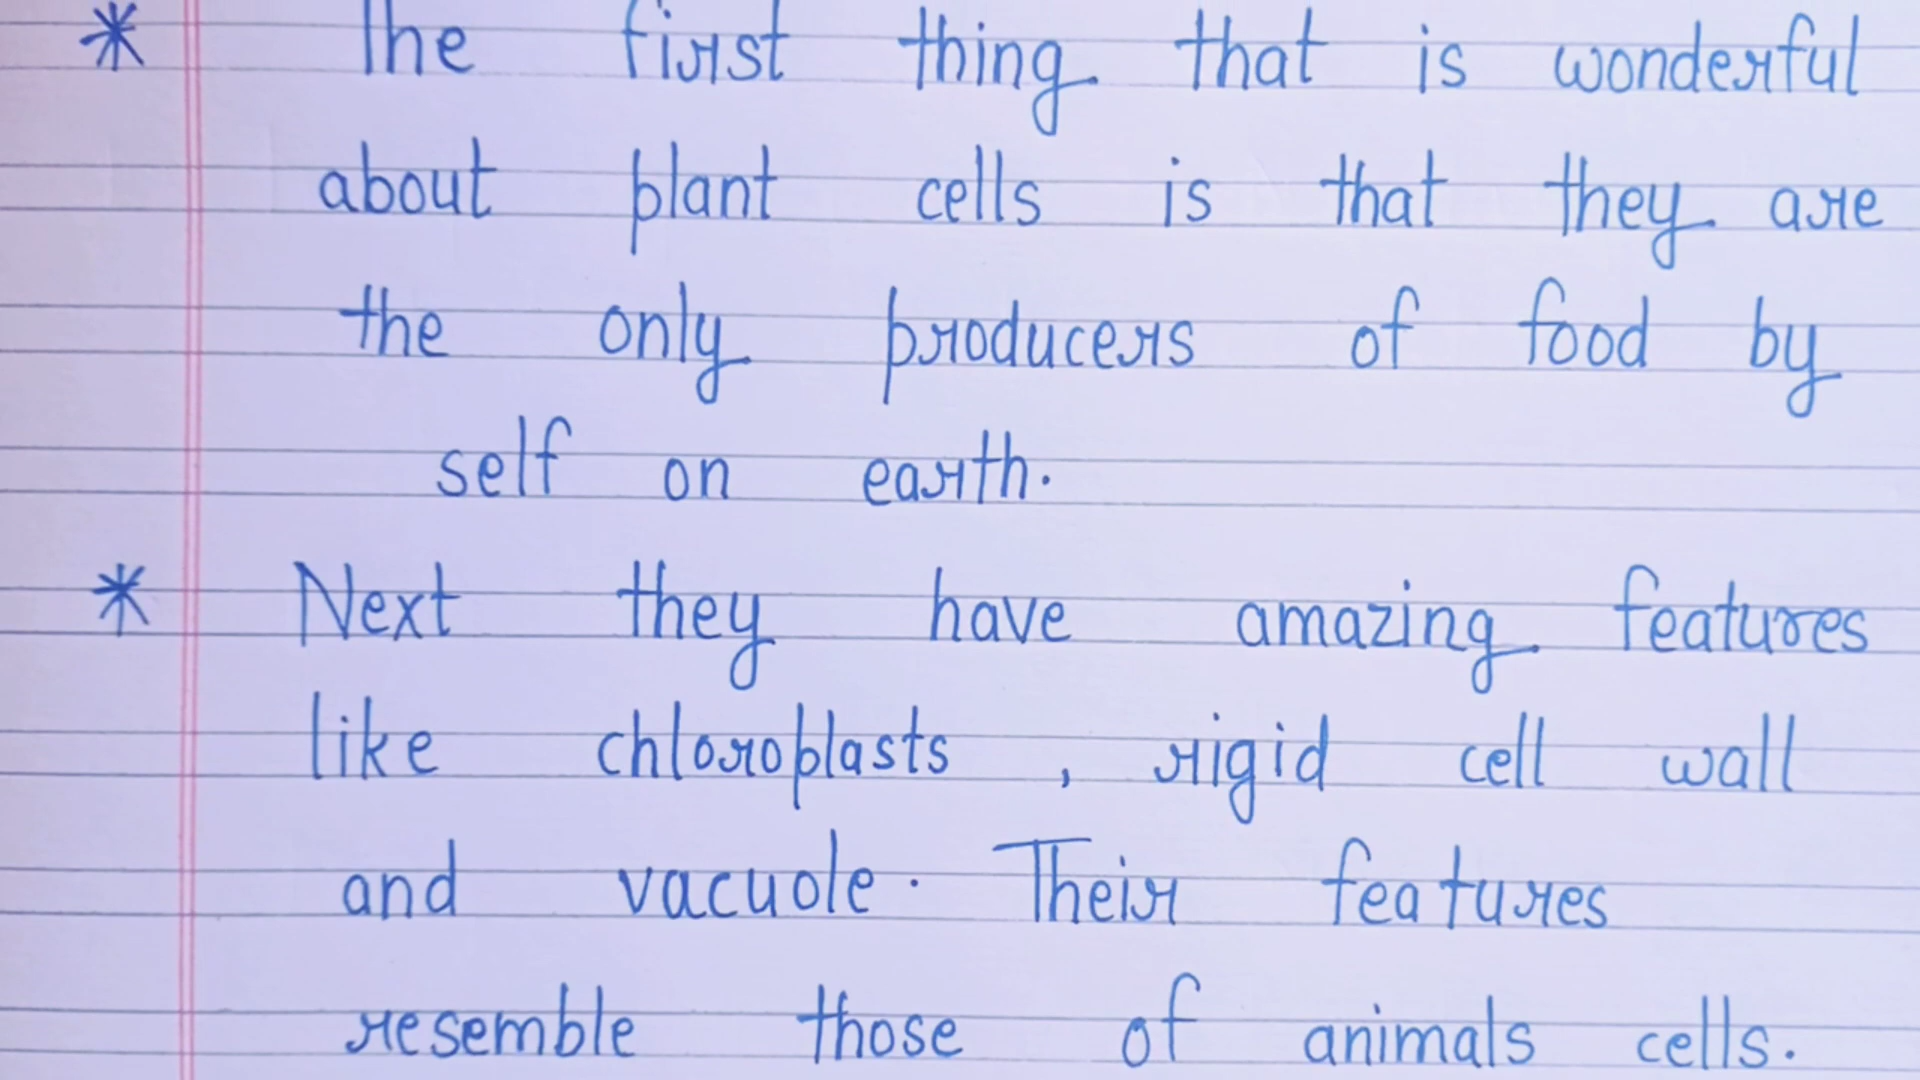 * The first thing that is wonderful
about plant cells is that they are
the only producers of food by
self on earth.
* Next they have amazing features
like chloroplasts , rigid cell wall
and vacuole. Their features
resemble those of animals cells.